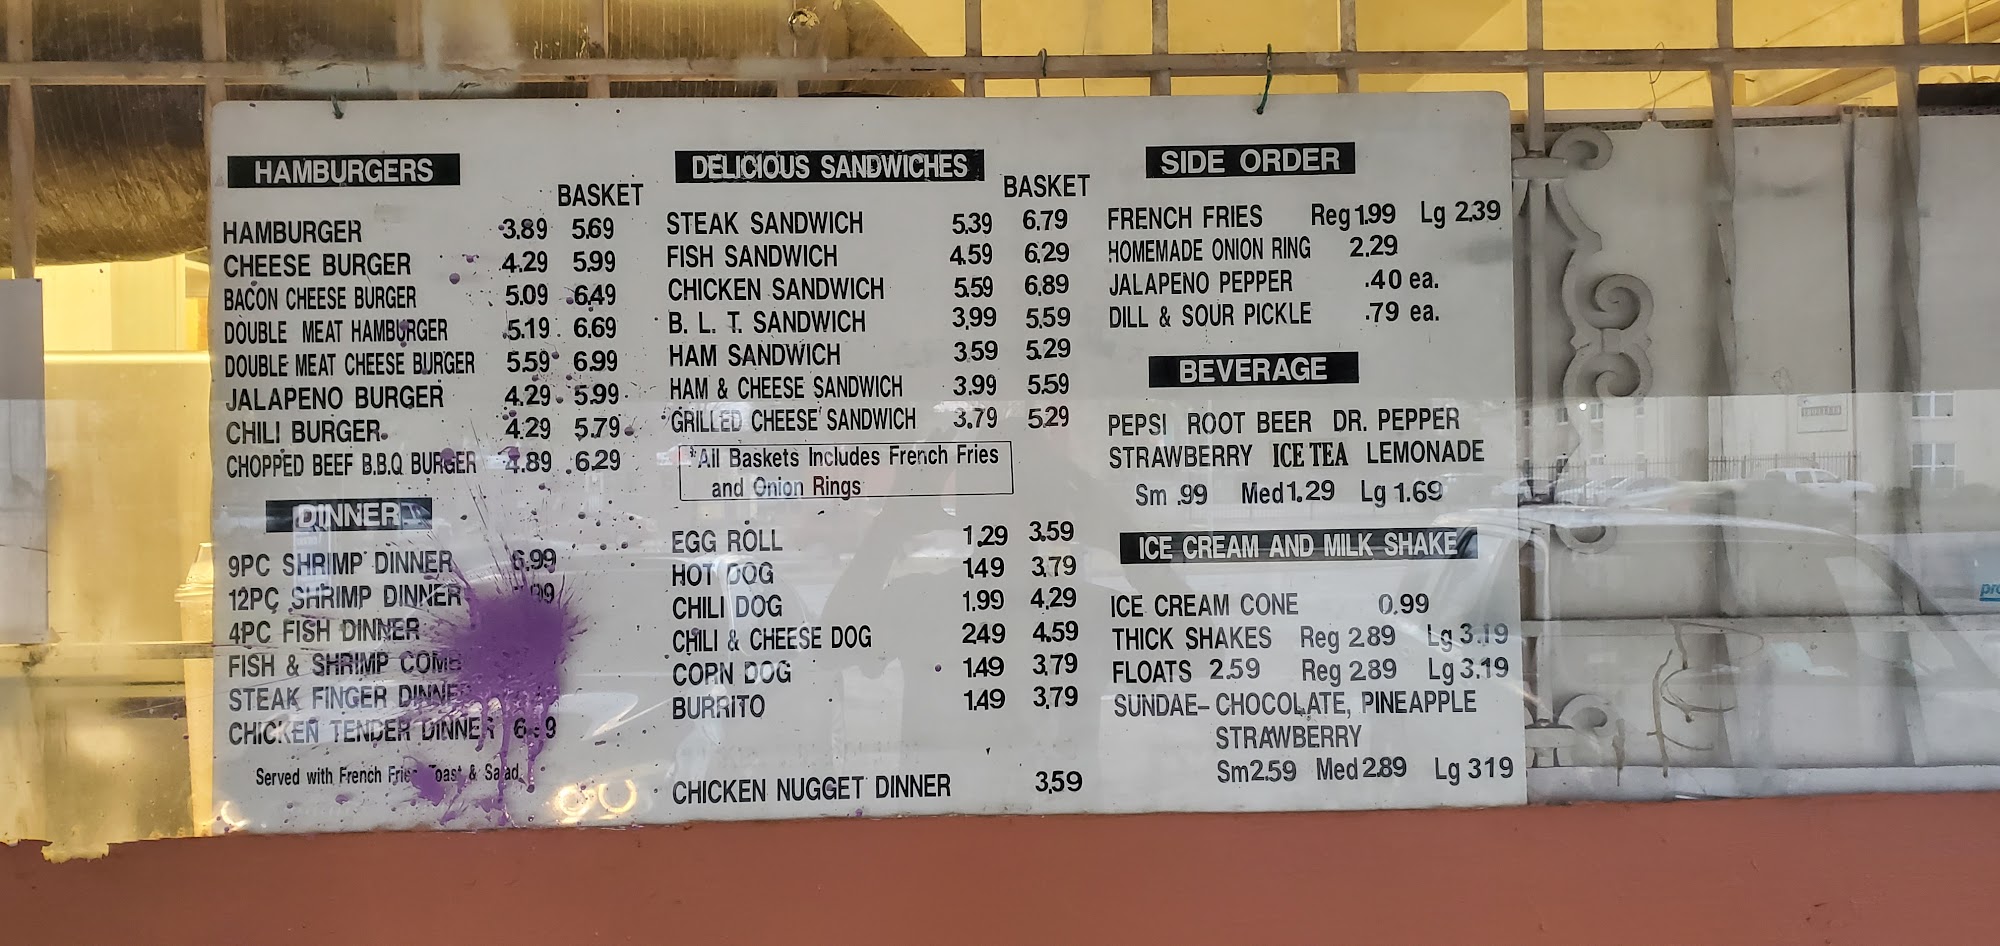 HAMBURGERS
BASKET
HAMBURGER 3.89 5.69
CHEESE BURGER 4.29 5.99
BACON CHEESE BURGER 5.09 6.49
DOUBLE MEAT HAMBURGER 5.19 6.69
DOUBLE MEAT CHEESE BURGER 5.59 6.99
JALAPENO BURGER 4.29 5.99
CHILI BURGER 4.29 5.79
CHOPPED BEEF B.B.Q BURGER 4.89 6.29
DINNER
9PC SHRIMP DINNER 6.99
12PC SHRIMP DINNER
4PC FISH DINNER
FISH & SHRIMP
STEAK FINGER
CHICKEN TENDER DINNER
Served with French Toast & Salad
DELICIOUS SANDWICHES
BASKET
STEAK SANDWICH 5.39 6.79
FISH SANDWICH 4.59 6.29
CHICKEN SANDWICH 5.59 6.89
B. L. T. SANDWICH 3.99 5.59
HAM SANDWICH 3.59 5.29
HAM & CHEESE SANDWICH 3.99 5.59
GRILLED CHEESE SANDWICH 3.79 5.29
*All Baskets Includes French Fries
and Onion Rings
EGG ROLL 1.29 3.59
HOT DOG 1.49 3.79
CHILI DOG 1.99 4.29
CHILI & CHEESE DOG 2.49 4.59
CORN DOG 1.49 3.79
BURRITO 1.49 3.79
CHICKEN NUGGET DINNER 3.59
SIDE ORDER
FRENCH FRIES Reg 1.99 Lg 2.39
HOMEMADE ONION RING 2.29
JALAPENO PEPPER .40 ea.
DILL & SOUR PICKLE .79 ea.
BEVERAGE
PEPSI ROOT BEER DR. PEPPER
STRAWBERRY ICE TEA LEMONADE
Sm .99 Med 1.29 Lg 1.69
ICE CREAM AND MILK SHAKE
ICE CREAM CONE 0.99
THICK SHAKES Reg 2.89 Lg 3.19
FLOATS 2.59 Reg 2.89 Lg 3.19
SUNDAE- CHOCOLATE, PINEAPPLE
STRAWBERRY
Sm 2.59 Med 2.89 Lg 3.19